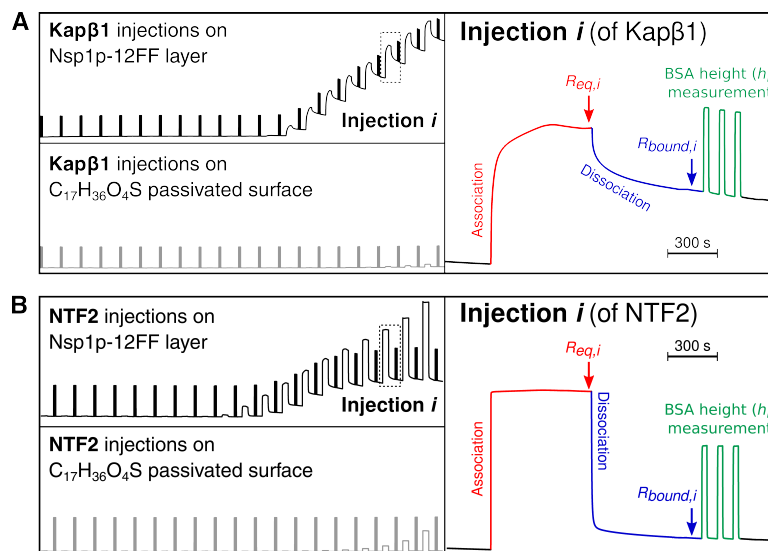 A
Kapβ1 injections on
Nsp1p-12FF layer
Injection i
Kapβ1 injections on
C17H36O4S passivated surface
Injection i (of Kapβ1)
Req,i
BSA height (h
measurement
Rbound,i
Association
Dissociation
300 s
B
NTF2 injections on
Nsp1p-12FF layer
Injection i
NTF2 injections on
C17H36O4S passivated surface
Injection i (of NTF2)
Req,i
300 s
BSA height (h
measurement
Rbound,i
Association
Dissociation